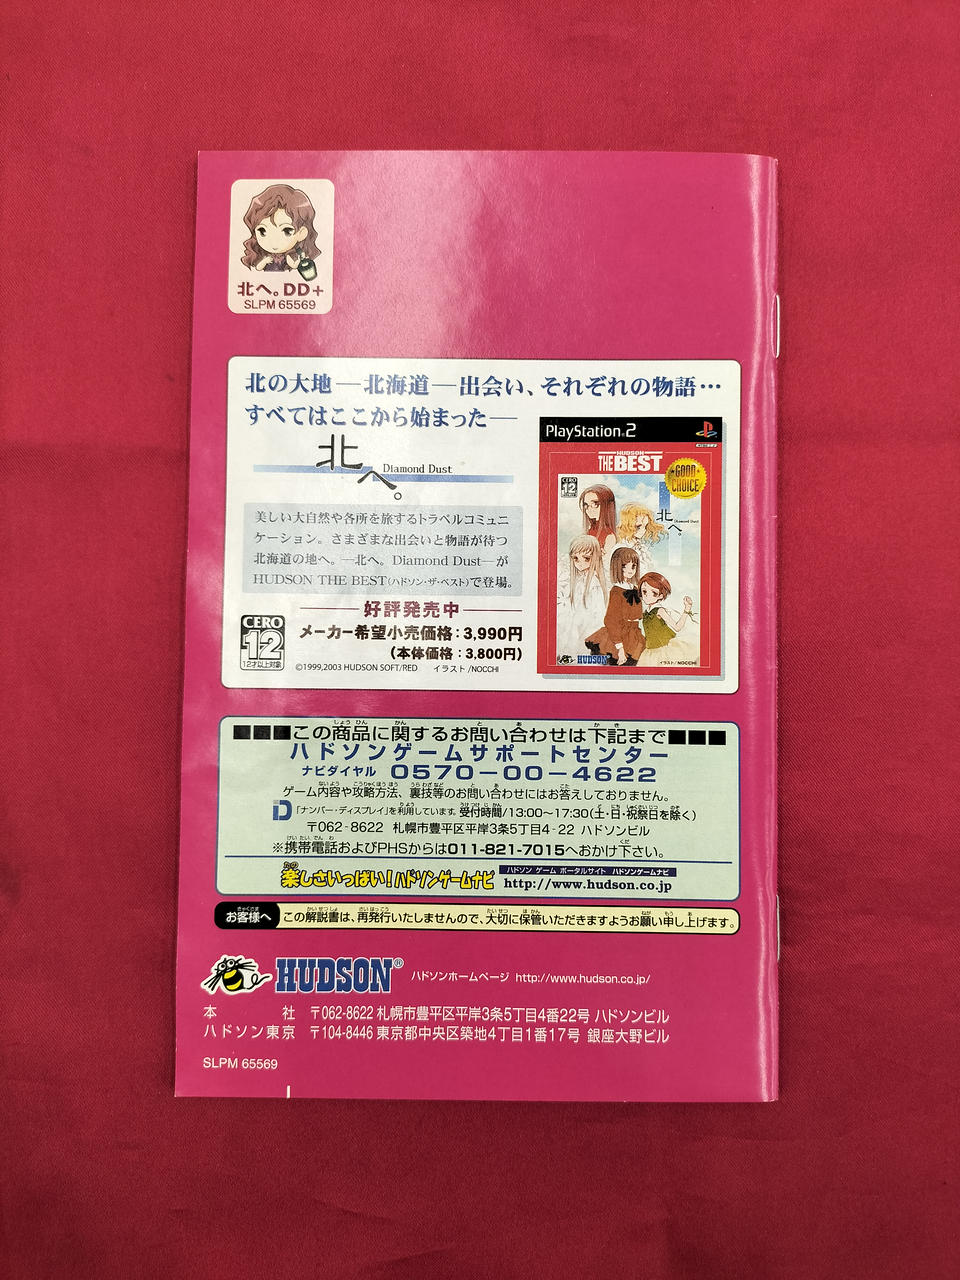 北へ。DD+
SLPM 65569
北の大地―北海道―出会い、それぞれの物語…
すべてはここから始まった―
北へ。
Diamond Dust
美しい大自然や各所を旅するトラベルコミュニ
ケーション。さまざまな出会いと物語が待つ
北海道の地へ。―北へ。Diamond Dust―が
HUDSON THE BEST(ハドソン・ザ・ベスト)で登場。
好評発売中
メーカー希望小売価格:3,990円
(本体価格:3,800円)
CERO
12
12才以上対象
©1999,2003 HUDSON SOFT/RED イラスト/NOCCHI
PlayStation 2
HUDSON
THE BEST
GOOD CHOICE
CERO
12
北へ。
Diamond Dust
HUDSON
イラスト/NOCCHI
■■■この商品に関するお問い合わせは下記まで■■■
ハドソンゲームサポートセンター
ナビダイヤル 0570-00-4622
ゲーム内容や攻略方法、裏技等のお問い合わせにはお答えしておりません。
「ナンバー・ディスプレイ」を利用しています。受付時間/13:00〜17:30(土・日・祝祭日を除く)
〒062-8622 札幌市豊平区平岸3条5丁目4-22 ハドソンビル
※携帯電話およびPHSからは011-821-7015へおかけ下さい。
楽しさいっぱい!ハドソンゲームナビ
ハドソン ゲーム ポータルサイト ハドソンゲームナビ
http://www.hudson.co.jp
お客様へ この解説書は、再発行いたしませんので、大切に保管いただきますようお願い申し上げます。
HUDSON® ハドソンホームページ http://www.hudson.co.jp/
本社 〒062-8622 札幌市豊平区平岸3条5丁目4番22号 ハドソンビル
ハドソン東京 〒104-8446 東京都中央区築地4丁目1番17号 銀座大野ビル
SLPM 65569